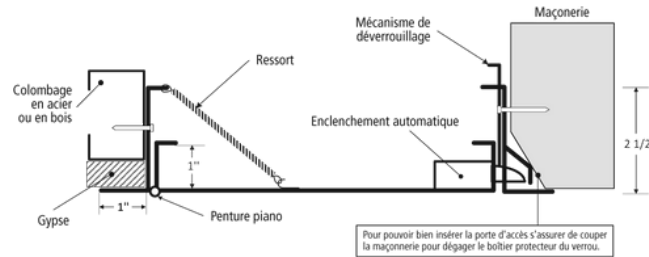 Mécanisme de
déverrouillage
Maçonerie
Ressort
Colombage
en acier
ou en bois
Enclenchement automatique
2 1/2
1"
Gypse
1"
Penture piano
Pour pouvoir bien insérer la porte d'accès s'assurer de couper
la maçonnerie pour dégager le boîtier protecteur du verrou.